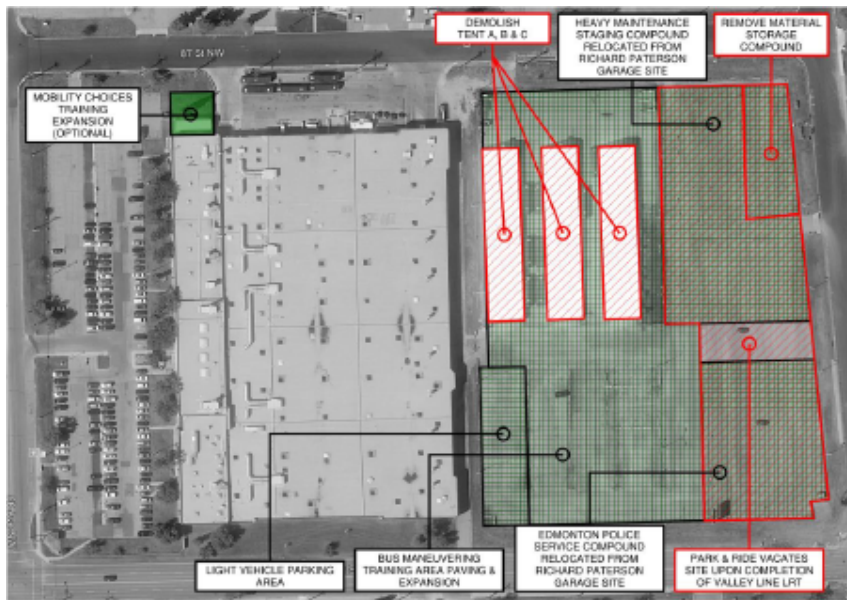 DEMOLISH
TENT A, B & C
HEAVY MAINTENANCE
STAGING COMPOUND
RELOCATED FROM
RICHARD PATERSON
GARAGE SITE
REMOVE MATERIAL
STORAGE
COMPOUND
MOBILITY CHOICES
TRAINING
EXPANSION
(OPTIONAL)
LIGHT VEHICLE PARKING
AREA
BUS MANEUVERING
TRAINING AREA PAVING &
EXPANSION
EDMONTON POLICE
SERVICE COMPOUND
RELOCATED FROM
RICHARD PATERSON
GARAGE SITE
PARK & RIDE VACATES
SITE UPON COMPLETION
OF VALLEY LINE LRT